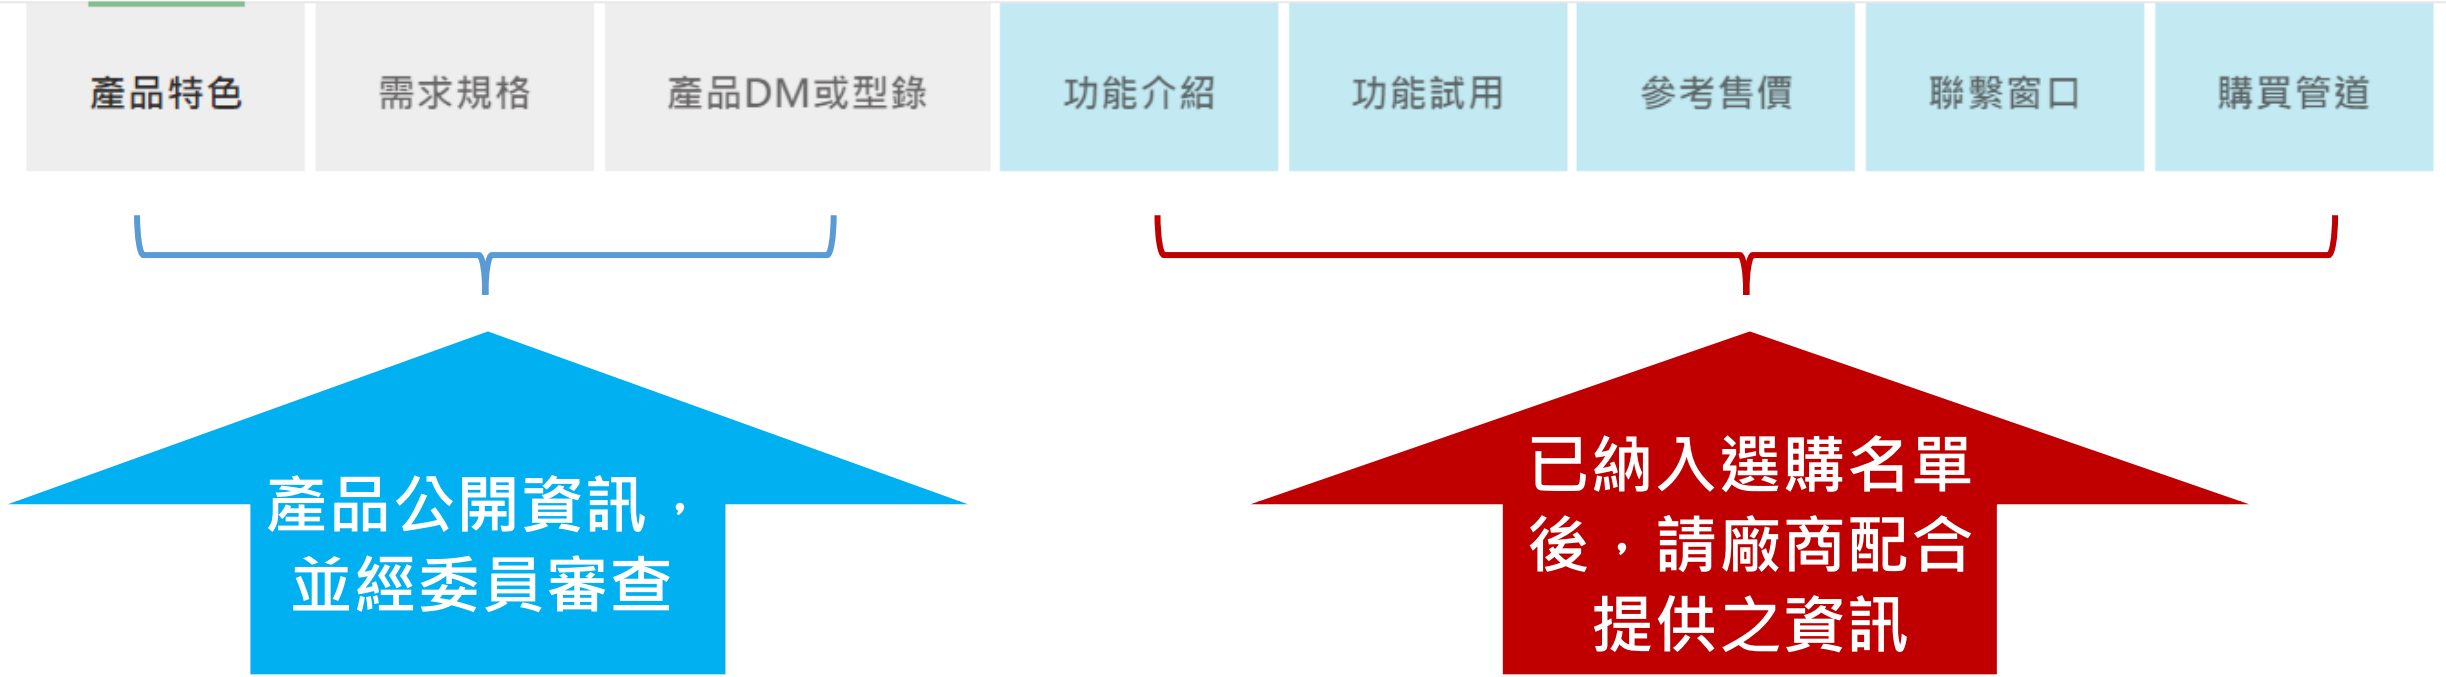 產品特色 需求規格 產品DM或型錄 功能介紹 功能試用 參考售價 聯繫窗口 購買管道
產品公開資訊，
並經委員審查
已納入選購名單
後，請廠商配合
提供之資訊